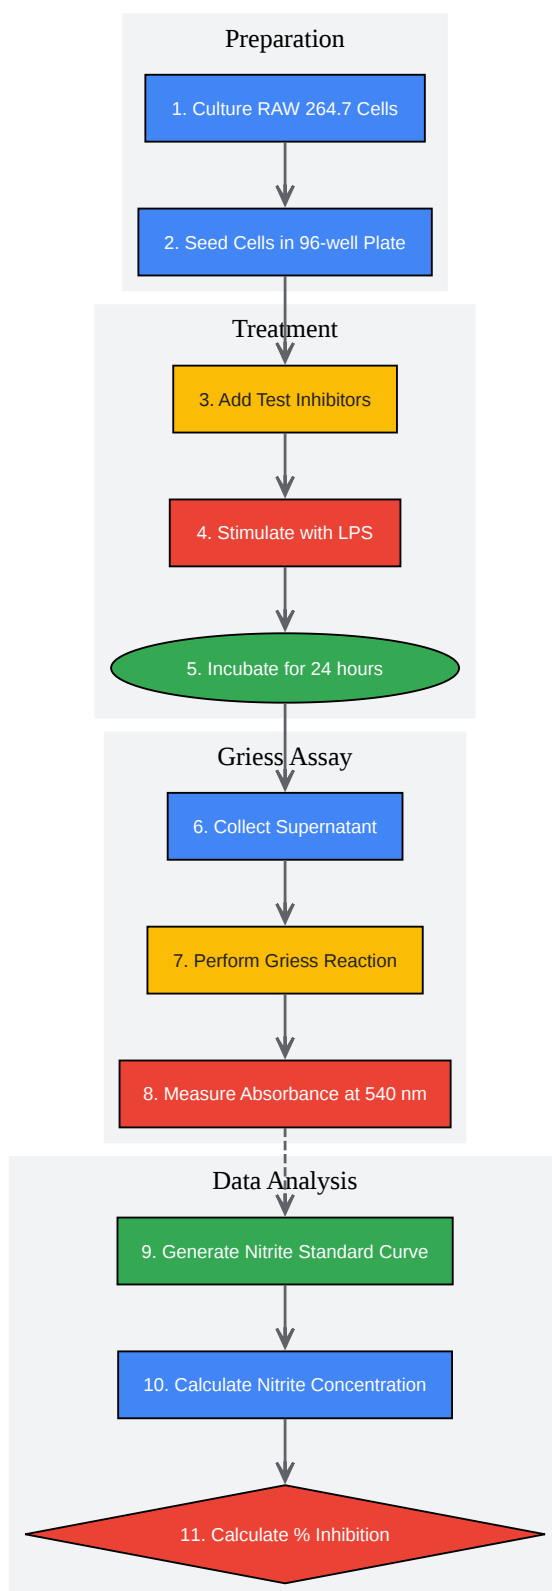 Preparation
1. Culture RAW 264.7 Cells
2. Seed Cells in 96-well Plate
Treatment
3. Add Test Inhibitors
4. Stimulate with LPS
5. Incubate for 24 hours
Griess Assay
6. Collect Supernatant
7. Perform Griess Reaction
8. Measure Absorbance at 540 nm
Data Analysis
9. Generate Nitrite Standard Curve
10. Calculate Nitrite Concentration
11. Calculate % Inhibition